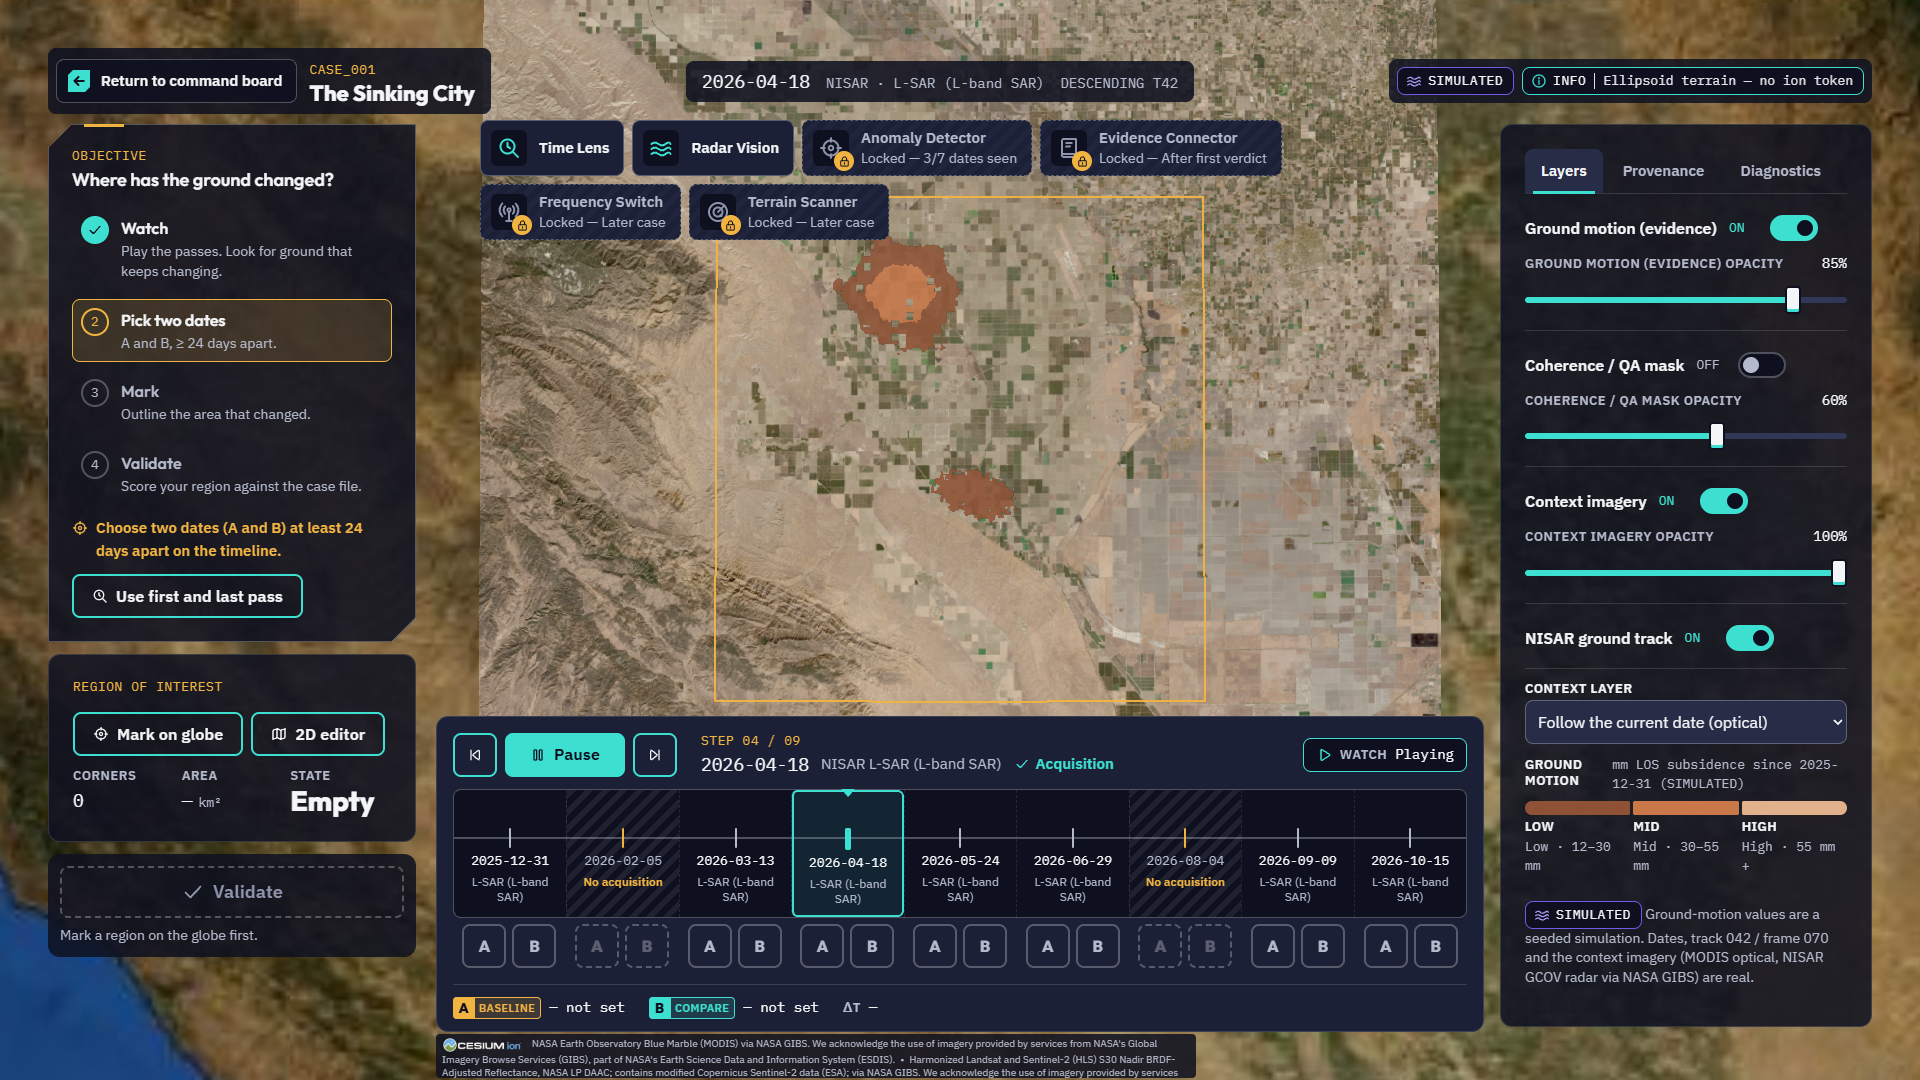 Return to command board
CASE_001
The Sinking City
2026-04-18 NISAR · L-SAR (L-band SAR) DESCENDING T42
SIMULATED
INFO | Ellipsoid terrain — no ion token
OBJECTIVE
Where has the ground changed?
Watch
Play the passes. Look for ground that
keeps changing.
2 Pick two dates
A and B, ≥ 24 days apart.
3 Mark
Outline the area that changed.
4 Validate
Score your region against the case file.
Choose two dates (A and B) at least 24
days apart on the timeline.
Use first and last pass
REGION OF INTEREST
Mark on globe
2D editor
CORNERS AREA STATE
0 — km² Empty
Validate
Mark a region on the globe first.
Time Lens
Radar Vision
Anomaly Detector
Locked — 3/7 dates seen
Evidence Connector
Locked — After first verdict
Frequency Switch
Locked — Later case
Terrain Scanner
Locked — Later case
Pause
STEP 04 / 09
2026-04-18 NISAR L-SAR (L-band SAR) Acquisition
WATCH Playing
2025-12-31 2026-02-05 2026-03-13 2026-04-18 2026-05-24 2026-06-29 2026-08-04 2026-09-09 2026-10-15
L-SAR (L-band No acquisition L-SAR (L-band L-SAR (L-band L-SAR (L-band L-SAR (L-band No acquisition L-SAR (L-band L-SAR (L-band
SAR) SAR) SAR) SAR) SAR) SAR) SAR)
A B A B A B A B A B A B A B A B A B
A BASELINE — not set B COMPARE — not set ΔT —
CESIUM ion NASA Earth Observatory Blue Marble (MODIS) via NASA GIBS. We acknowledge the use of imagery provided by services from NASA's Global
Imagery Browse Services (GIBS), part of NASA's Earth Science Data and Information System (ESDIS). • Harmonized Landsat and Sentinel-2 (HLS) S30 Nadir BRDF-
Adjusted Reflectance, NASA LP DAAC; contains modified Copernicus Sentinel-2 data (ESA); via NASA GIBS. We acknowledge the use of imagery provided by services
Layers Provenance Diagnostics
Ground motion (evidence) ON
GROUND MOTION (EVIDENCE) OPACITY 85%
Coherence / QA mask OFF
COHERENCE / QA MASK OPACITY 60%
Context imagery ON
CONTEXT IMAGERY OPACITY 100%
NISAR ground track ON
CONTEXT LAYER
Follow the current date (optical)
GROUND mm LOS subsidence since 2025-
MOTION 12-31 (SIMULATED)
LOW MID HIGH
Low · 12–30 Mid · 30–55 High · 55 mm
mm mm +
SIMULATED Ground-motion values are a
seeded simulation. Dates, track 042 / frame 070
and the context imagery (MODIS optical, NISAR
GCOV radar via NASA GIBS) are real.